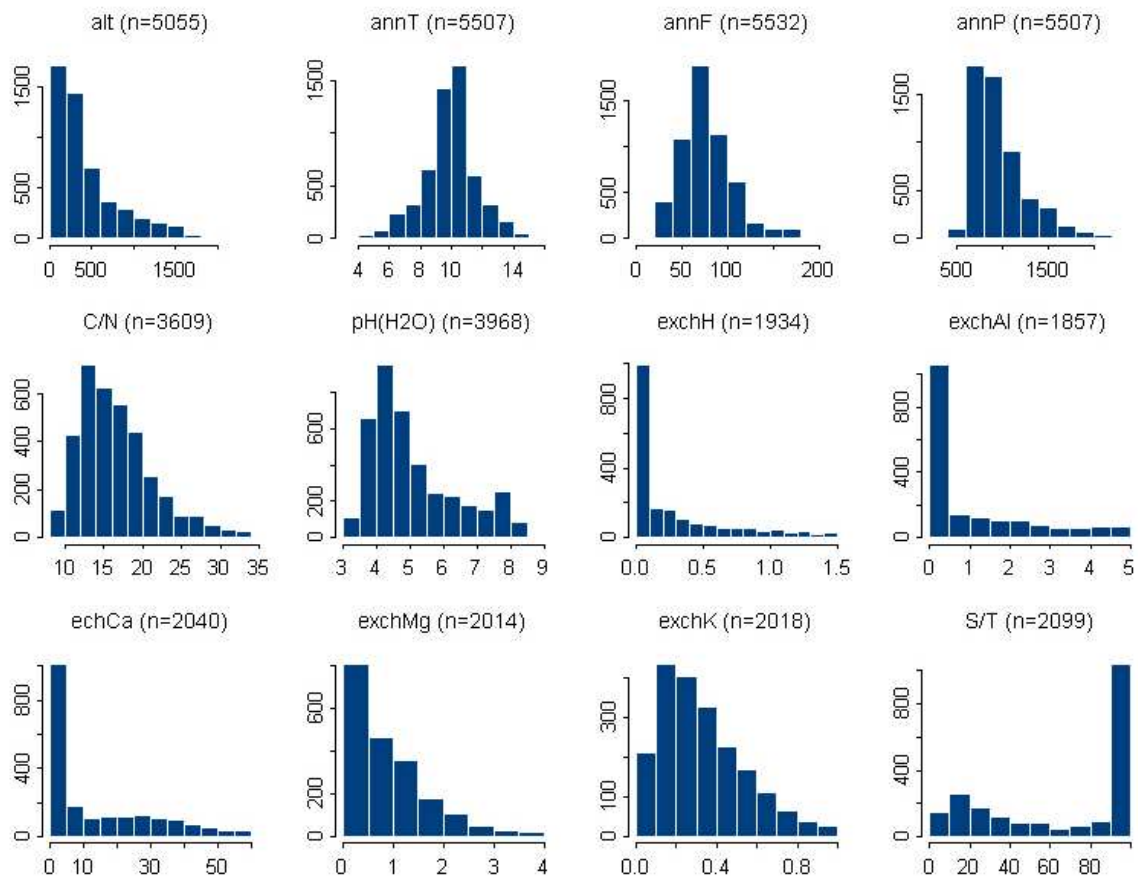 alt (n=5055) annT (n=5507) annF (n=5532) annP (n=5507)
1500
500
0
0 500 1500
1500
500
0
4 6 8 10 14
1500
500
0
0 50 100 200
1500
500
0
500 1500
C/N (n=3609) pH(H2O) (n=3968) exchH (n=1934) exchAl (n=1857)
600
400
200
0
10 15 20 25 30 35
600
200
0
3 4 5 6 7 8 9
800
400
0
0.0 0.5 1.0 1.5
800
400
0
0 1 2 3 4 5
echCa (n=2040) exchMg (n=2014) exchK (n=2018) S/T (n=2099)
800
400
0
0 10 30 50
600
200
0
0 1 2 3 4
300
100
0
0.0 0.4 0.8
800
400
0
0 20 40 60 80